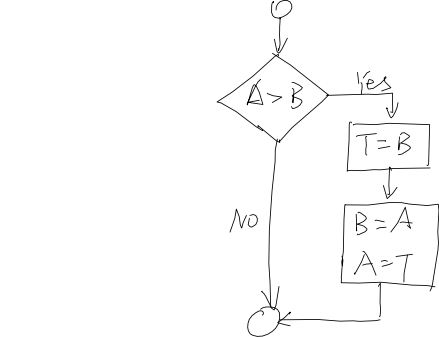 A > B
Yes
T = B
NO
B = A
A = T